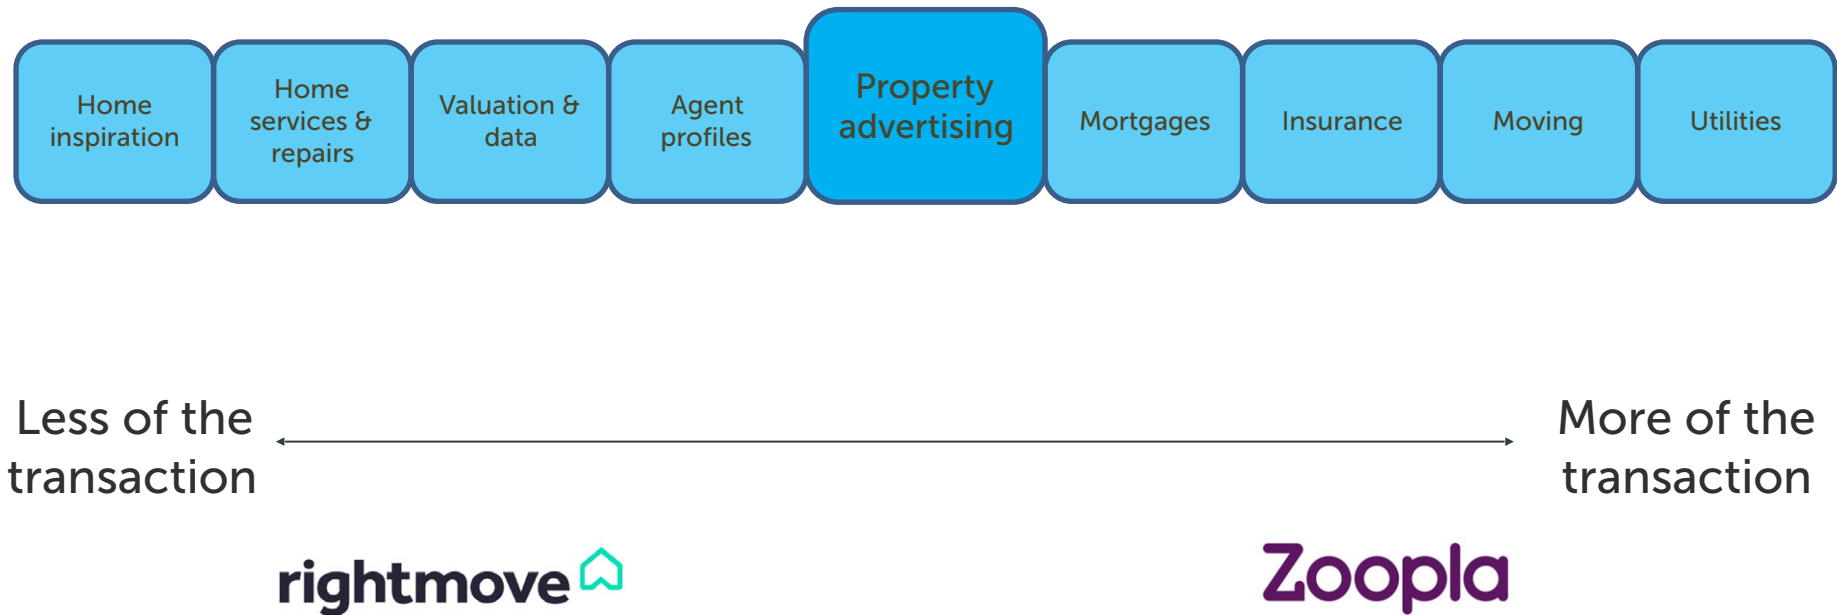 Home
inspiration
Home
services &
repairs
Valuation &
data
Agent
profiles
Property
advertising
Mortgages
Insurance
Moving
Utilities
Less of the
transaction
More of the
transaction
rightmove
Zoopla